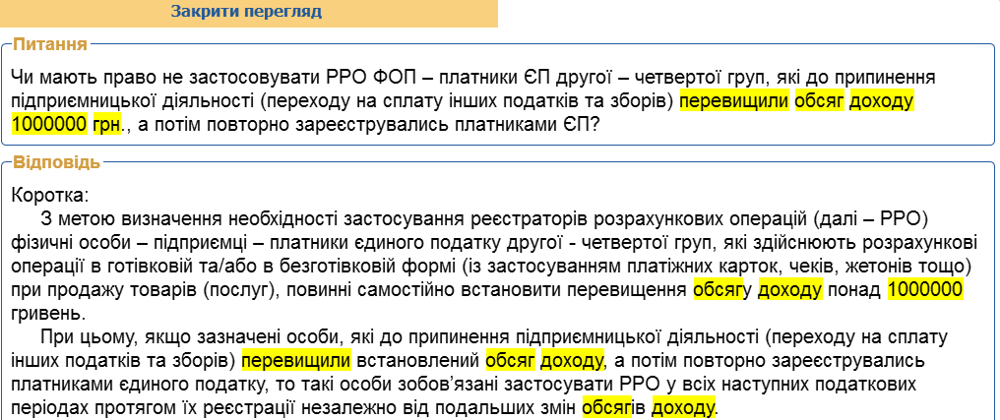 Закрити перегляд
Питання
Чи мають право не застосовувати РРО ФОП – платники ЄП другої – четвертої груп, які до припинення
підприємницької діяльності (переходу на сплату інших податків та зборів) перевищили обсяг доходу
1000000 грн., а потім повторно зареєструвались платниками ЄП?
Відповідь
Коротка:
З метою визначення необхідності застосування реєстраторів розрахункових операцій (далі – РРО)
фізичні особи – підприємці – платники єдиного податку другої - четвертої груп, які здійснюють розрахункові
операції в готівковій та/або в безготівковій формі (із застосуванням платіжних карток, чеків, жетонів тощо)
при продажу товарів (послуг), повинні самостійно встановити перевищення обсягу доходу понад 1000000
гривень.
При цьому, якщо зазначені особи, які до припинення підприємницької діяльності (переходу на сплату
інших податків та зборів) перевищили встановлений обсяг доходу, а потім повторно зареєструвались
платниками єдиного податку, то такі особи зобов’язані застосувати РРО у всіх наступних податкових
періодах протягом їх реєстрації незалежно від подальших змін обсягів доходу.